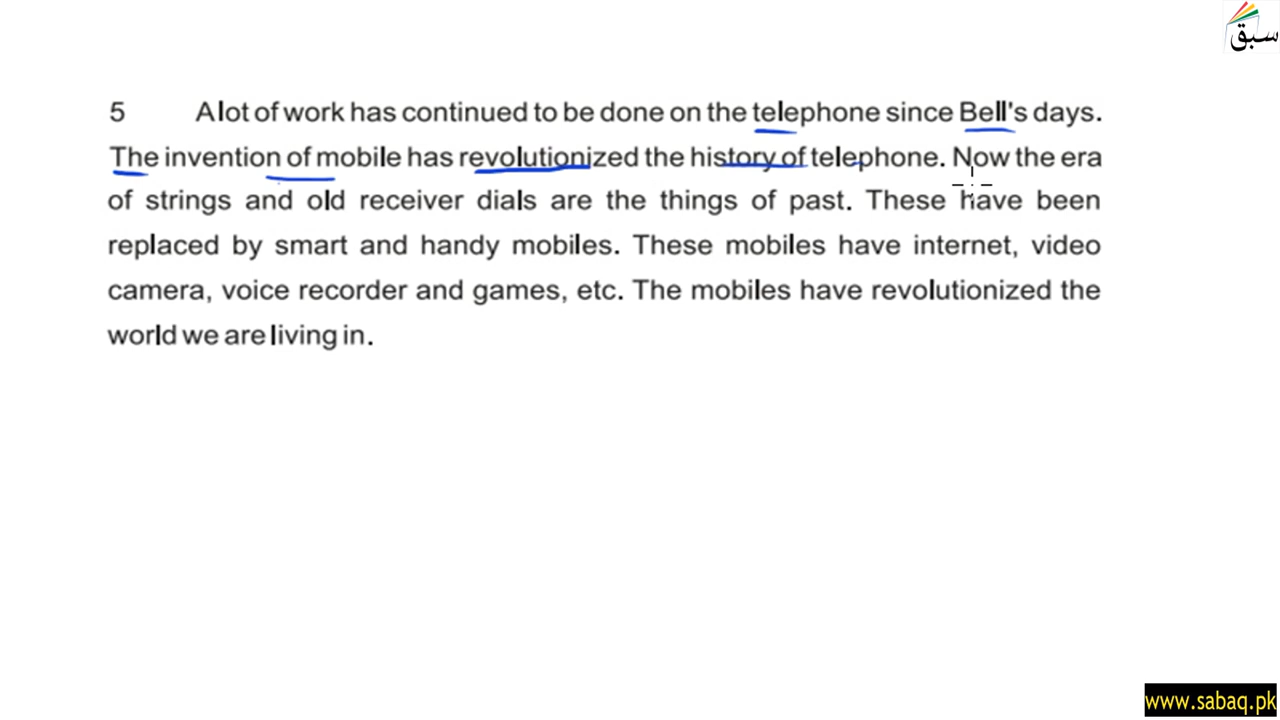 سبق
5 A lot of work has continued to be done on the telephone since Bell's days.
The invention of mobile has revolutionized the history of telephone. Now the era
of strings and old receiver dials are the things of past. These have been
replaced by smart and handy mobiles. These mobiles have internet, video
camera, voice recorder and games, etc. The mobiles have revolutionized the
world we are living in.
www.sabaq.pk